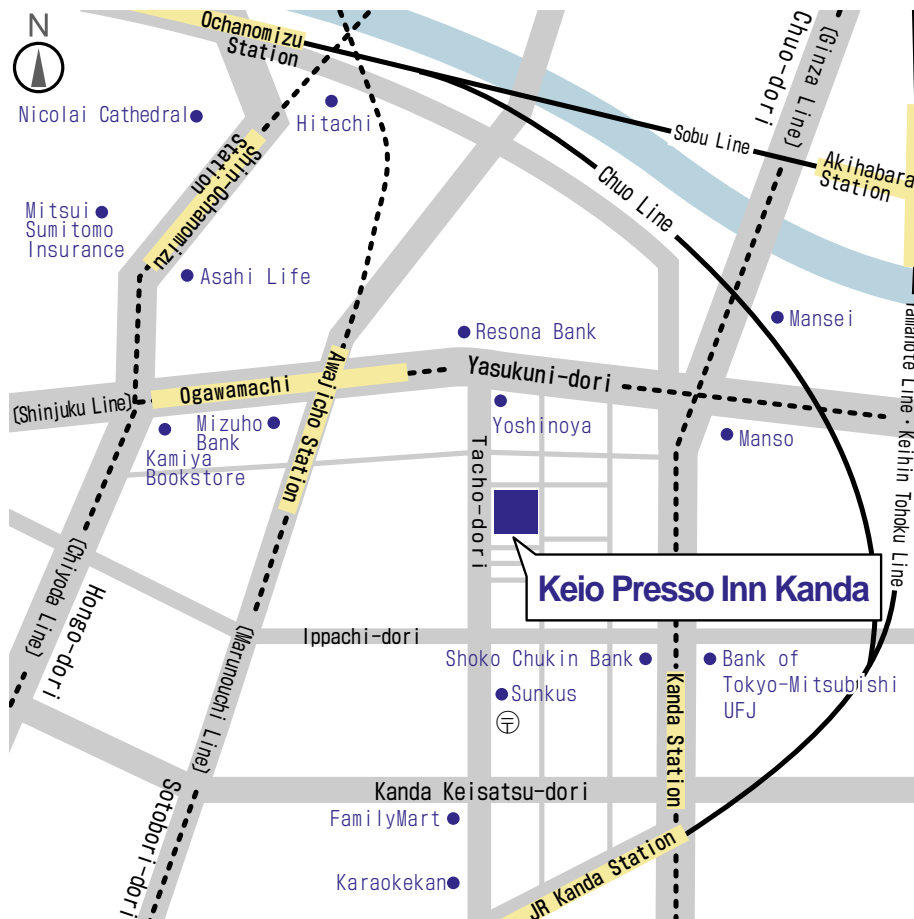 N
Ochanomizu
Station
Nicolai Cathedral
Hitachi
Shin-Ochanomizu
Station
Mitsui
Sumitomo
Insurance
Asahi Life
Chuo-dori
(Ginza Line)
Sobu Line
Akihabara
Station
Chuo Line
Mansei
Resona Bank
Yasukuni-dori
Ogawamachi
(Shinjuku Line)
Awajicho Station
Mizuho
Bank
Kamiya
Bookstore
Yoshinoya
Manso
Tacho-dori
Yamanote Line・Keihin Tohoku Line
Keio Presso Inn Kanda
(Chiyoda Line)
Hongo-dori
(Marunouchi Line)
Ippachi-dori
Shoko Chukin Bank
Bank of
Tokyo-Mitsubishi
UFJ
Sunkus
〒
Kanda Station
Kanda Keisatsu-dori
Sotobori-dori
FamilyMart
Karaokekan
JR Kanda Station